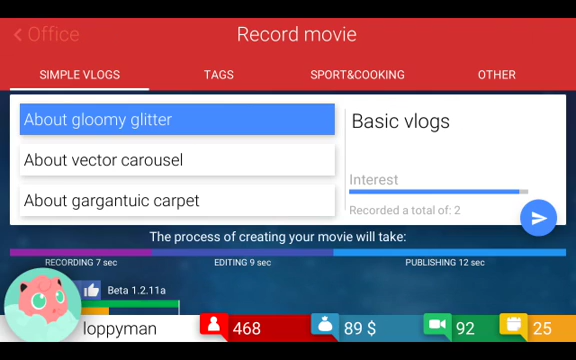 Office
Record movie
SIMPLE VLOGS
TAGS
SPORT&COOKING
OTHER
About gloomy glitter
About vector carousel
About gargantuic carpet
Basic vlogs
Interest
Recorded a total of: 2
The process of creating your movie will take:
RECORDING 7 sec
EDITING 9 sec
PUBLISHING 12 sec
Beta 1.2.11a
loppyman
468
89 $
92
25